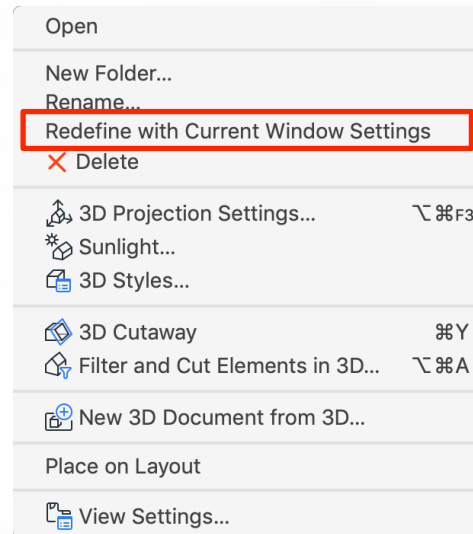 Open
New Folder...
Rename...
Redefine with Current Window Settings
Delete
3D Projection Settings... ⌥⌘F3
Sunlight...
3D Styles...
3D Cutaway ⌘Y
Filter and Cut Elements in 3D... ⌥⌘A
New 3D Document from 3D...
Place on Layout
View Settings...